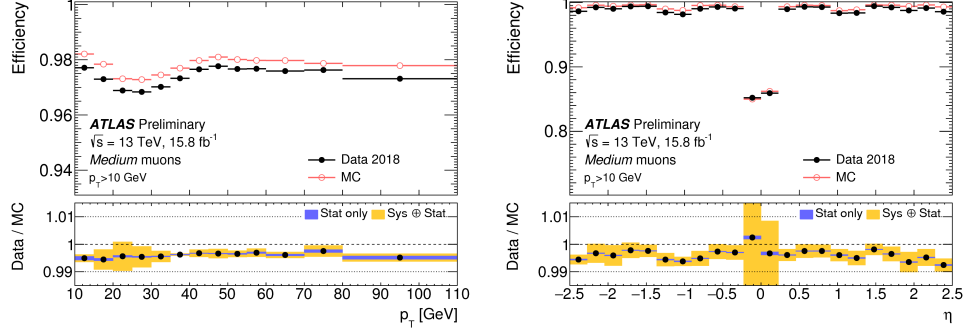 Efficiency
0.98
0.96
0.94
ATLAS Preliminary
√s = 13 TeV, 15.8 fb⁻¹
Medium muons
p_T>10 GeV
Data 2018
MC
Data / MC
1.01
1
0.99
Stat only
Sys ⊕ Stat
10 20 30 40 50 60 70 80 90 100 110
p_T [GeV]
Efficiency
1
0.9
0.8
ATLAS Preliminary
√s = 13 TeV, 15.8 fb⁻¹
Medium muons
p_T>10 GeV
Data 2018
MC
Data / MC
1.01
1
0.99
Stat only
Sys ⊕ Stat
−2.5 −2 −1.5 −1 −0.5 0 0.5 1 1.5 2 2.5
η